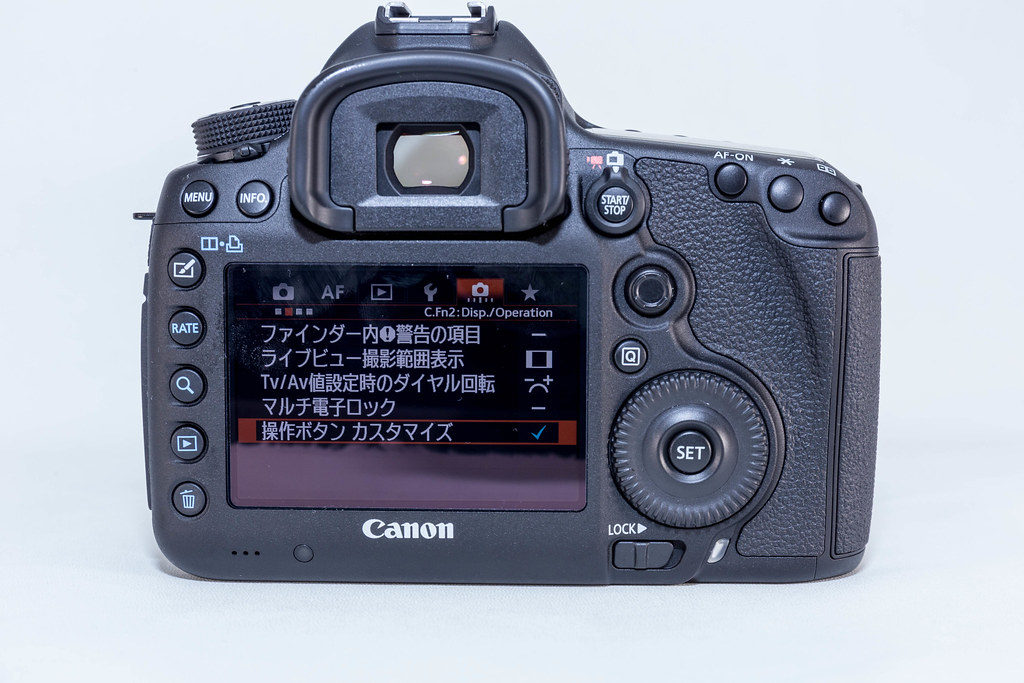 AF-ON
MENU
INFO.
START/
STOP
RATE
AF
C.Fn2:Disp./Operation
ファインダー内❗警告の項目
ライブビュー撮影範囲表示
Tv/Av値設定時のダイヤル回転
マルチ電子ロック
操作ボタン カスタマイズ
Q
SET
Canon
LOCK▶